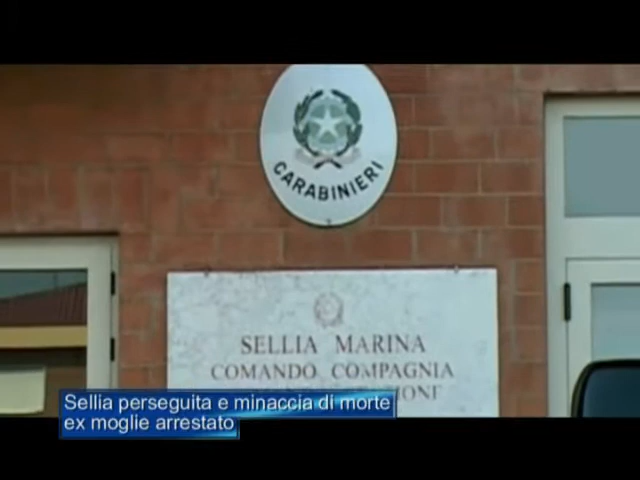 CARABINIERI
SELLIA MARINA
COMANDO COMPAGNIA
Sellia perseguita e minaccia di morte
ex moglie arrestato